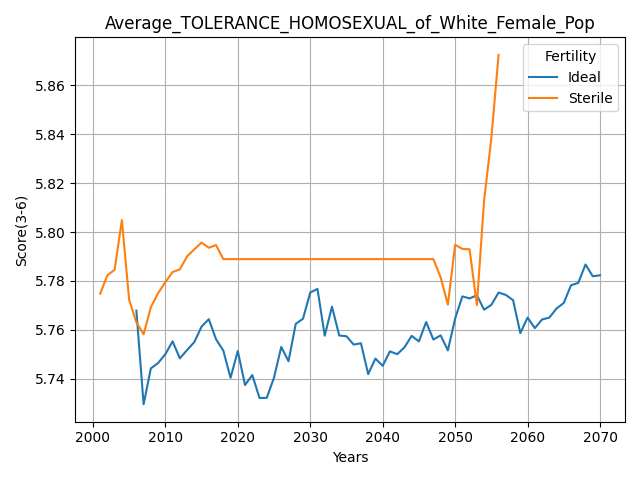 Average_TOLERANCE_HOMOSEXUAL_of_White_Female_Pop
Fertility
Ideal
Sterile
5.86
5.84
5.82
5.80
5.78
5.76
5.74
Score(3-6)
2000 2010 2020 2030 2040 2050 2060 2070
Years